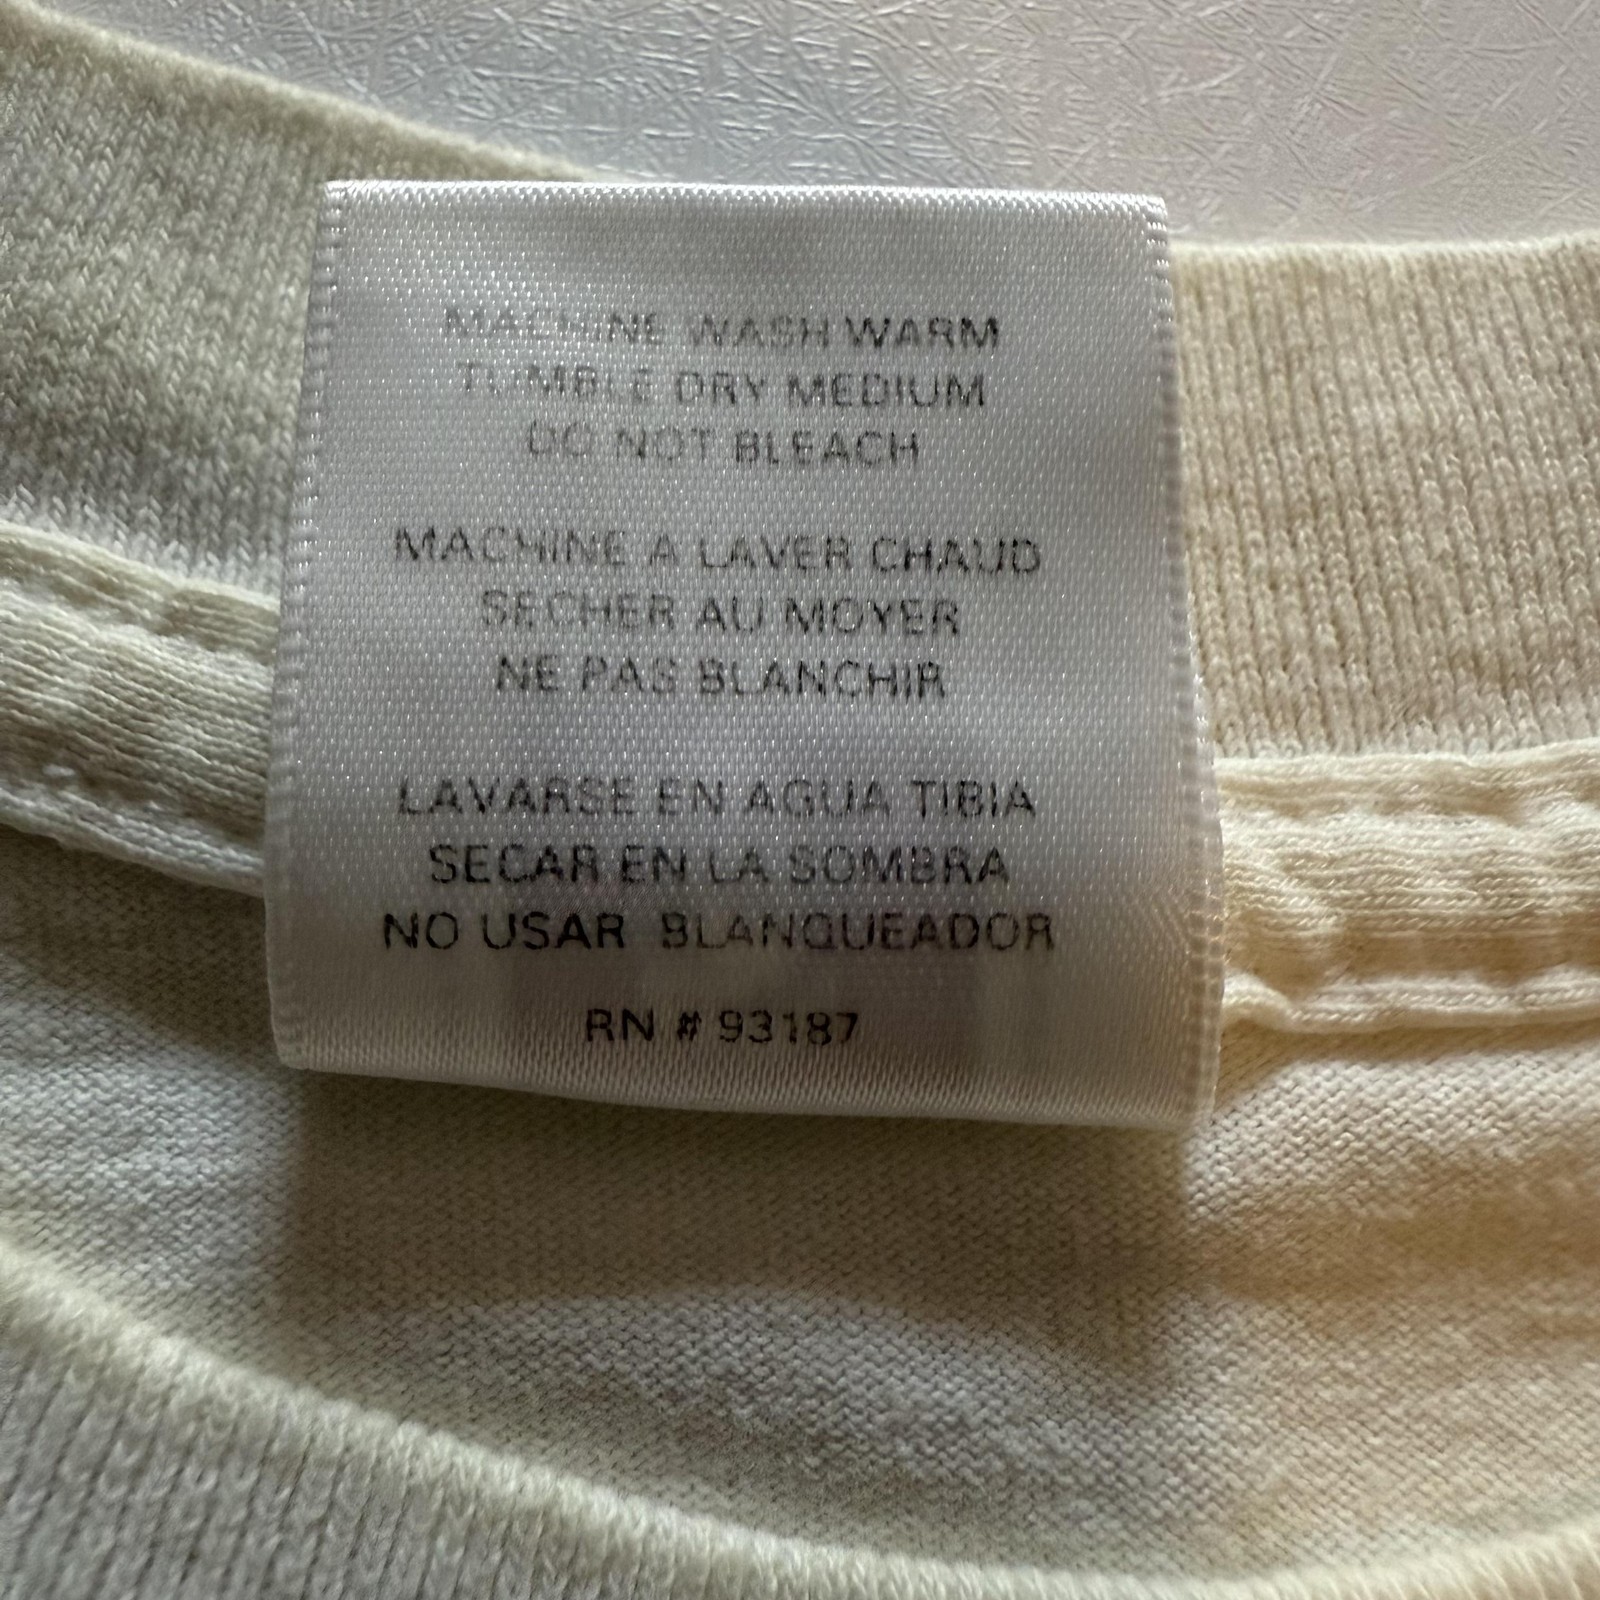 MACHINE WASH WARM
TUMBLE DRY MEDIUM
DO NOT BLEACH
MACHINE A LAVER CHAUD
SECHER AU MOYER
NE PAS BLANCHIR
LAVARSE EN AGUA TIBIA
SECAR EN LA SOMBRA
NO USAR BLANQUEADOR
RN # 93187